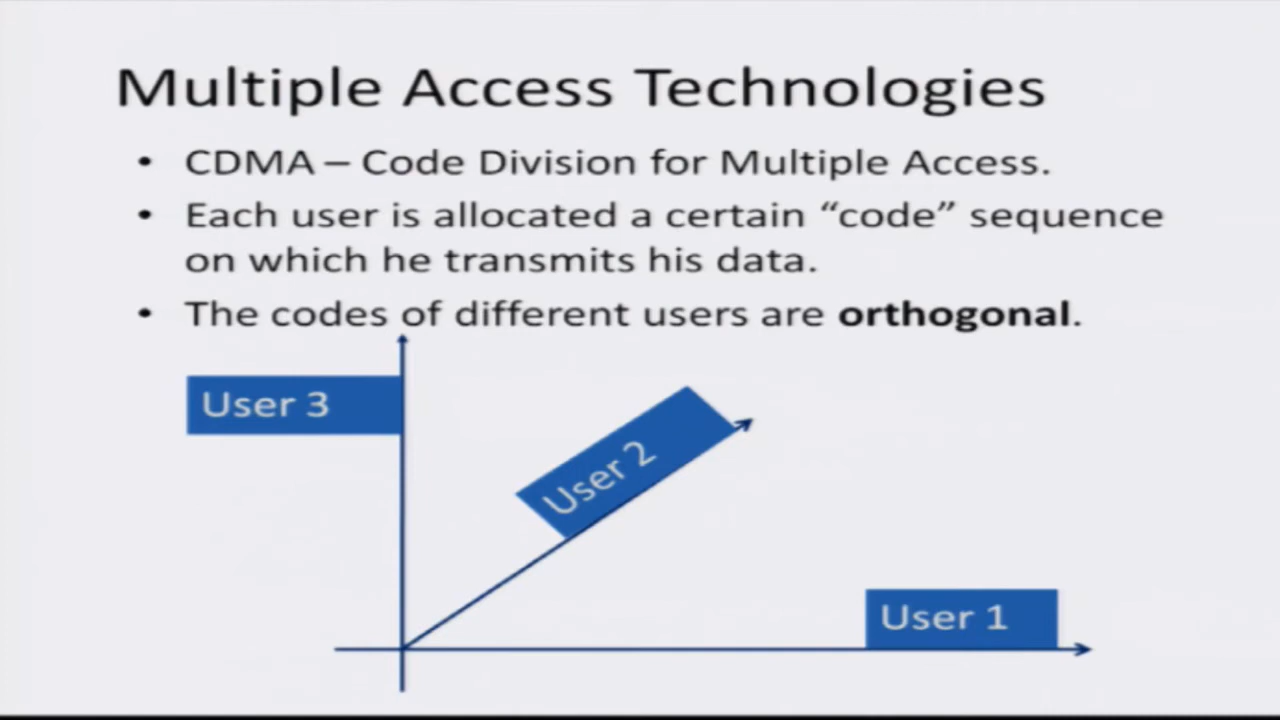 Multiple Access Technologies
• CDMA – Code Division for Multiple Access.
• Each user is allocated a certain “code” sequence
on which he transmits his data.
• The codes of different users are orthogonal.
User 3
User 2
User 1